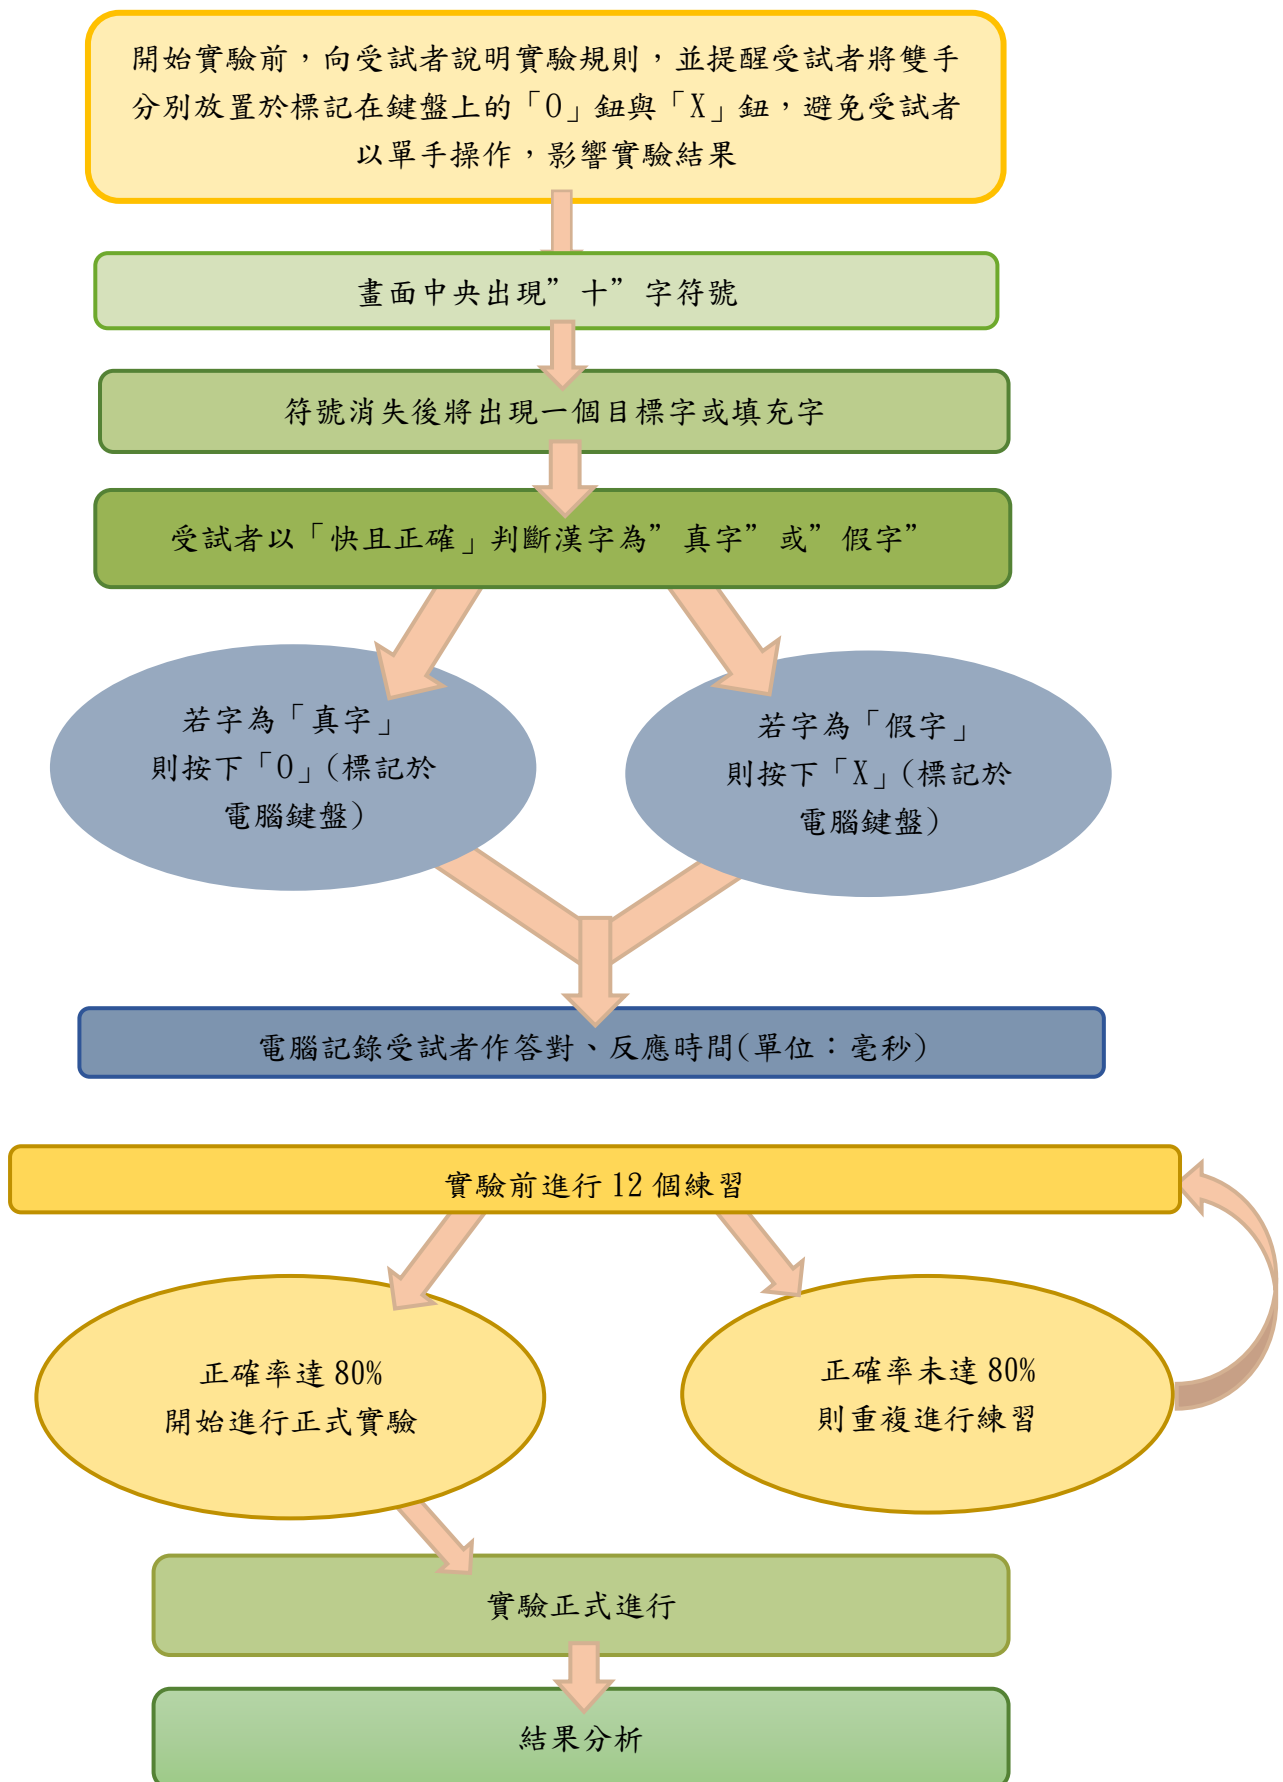 開始實驗前，向受試者說明實驗規則，並提醒受試者將雙手
分別放置於標記在鍵盤上的「O」鈕與「X」鈕，避免受試者
以單手操作，影響實驗結果
畫面中央出現”十”字符號
符號消失後將出現一個目標字或填充字
受試者以「快且正確」判斷漢字為”真字”或”假字”
若字為「真字」
則按下「O」(標記於
電腦鍵盤)
若字為「假字」
則按下「X」(標記於
電腦鍵盤)
電腦記錄受試者作答對、反應時間(單位：毫秒)
實驗前進行12個練習
正確率達80%
開始進行正式實驗
正確率未達80%
則重複進行練習
實驗正式進行
結果分析